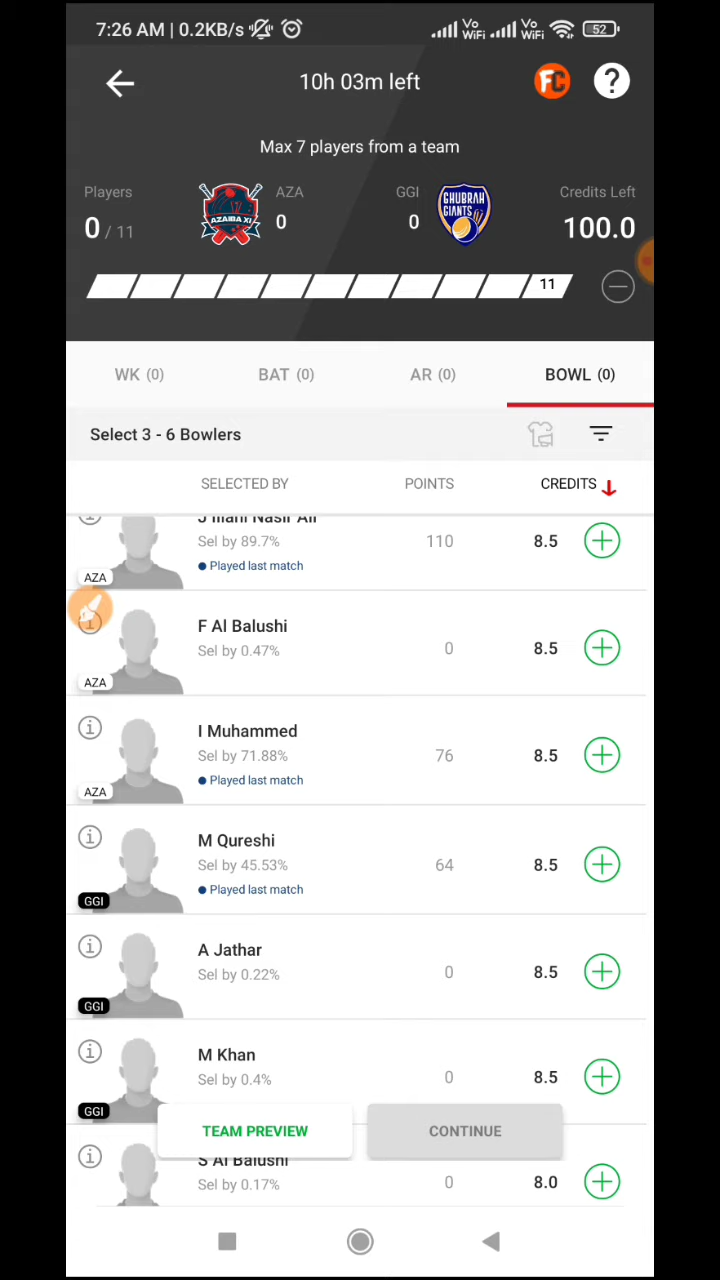 7:26 AM | 0.2KB/s
Vo WiFi Vo WiFi 52
10h 03m left
FC ?
Max 7 players from a team
Players
0 / 11
AZAIBA XI
AZA
0
GGI
0
GHUBRAH GIANTS
Credits Left
100.0
11
WK (0) BAT (0) AR (0) BOWL (0)
Select 3 - 6 Bowlers
SELECTED BY POINTS CREDITS
Sel by 89.7% 110 8.5
Played last match
AZA
F Al Balushi
Sel by 0.47% 0 8.5
AZA
I Muhammed
Sel by 71.88% 76 8.5
Played last match
AZA
M Qureshi
Sel by 45.53% 64 8.5
Played last match
GGI
A Jathar
Sel by 0.22% 0 8.5
GGI
M Khan
Sel by 0.4% 0 8.5
GGI
TEAM PREVIEW CONTINUE
S Al Balushi
Sel by 0.17% 0 8.0